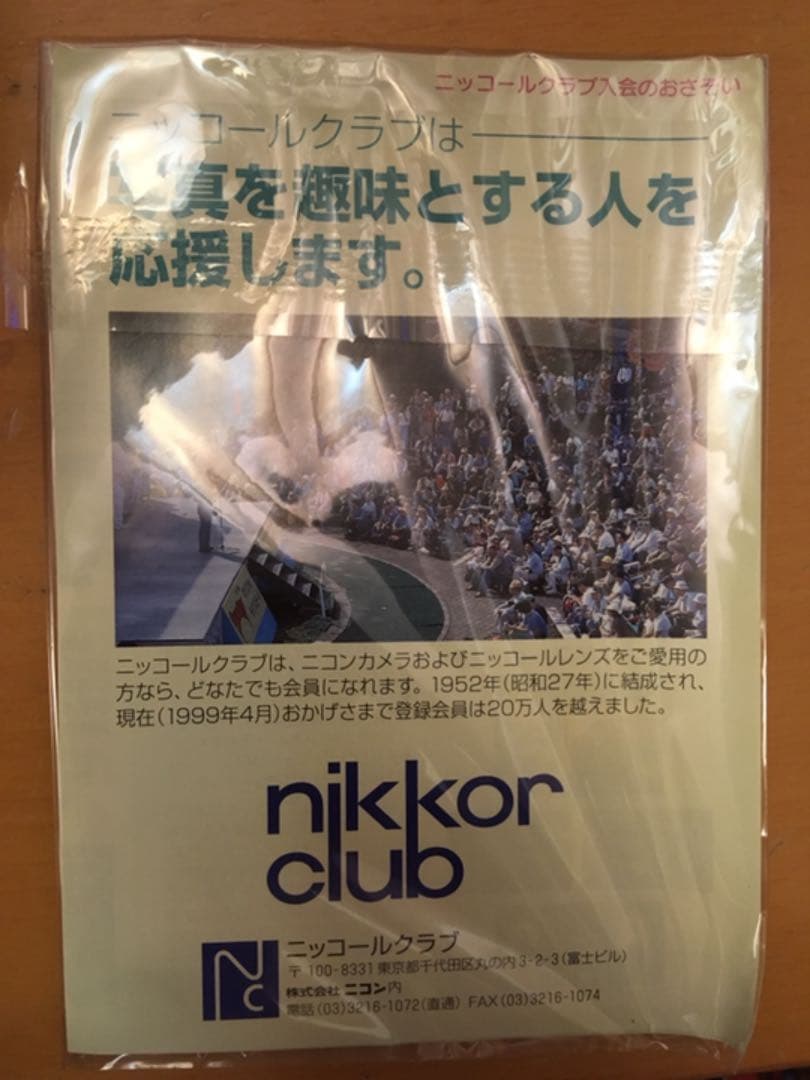 ニッコールクラブ入会のおさそい
ニッコールクラブは
写真を趣味とする人を
応援します。
ニッコールクラブは、ニコンカメラおよびニッコールレンズをご愛用の
方なら、どなたでも会員になれます。1952年(昭和27年)に結成され、
現在(1999年4月)おかげさまで登録会員は20万人を越えました。
nikkor
club
Nc
ニッコールクラブ
〒100-8331 東京都千代田区丸の内3-2-3(富士ビル)
株式会社 ニコン内
電話(03)3216-1072(直通) FAX(03)3216-1074